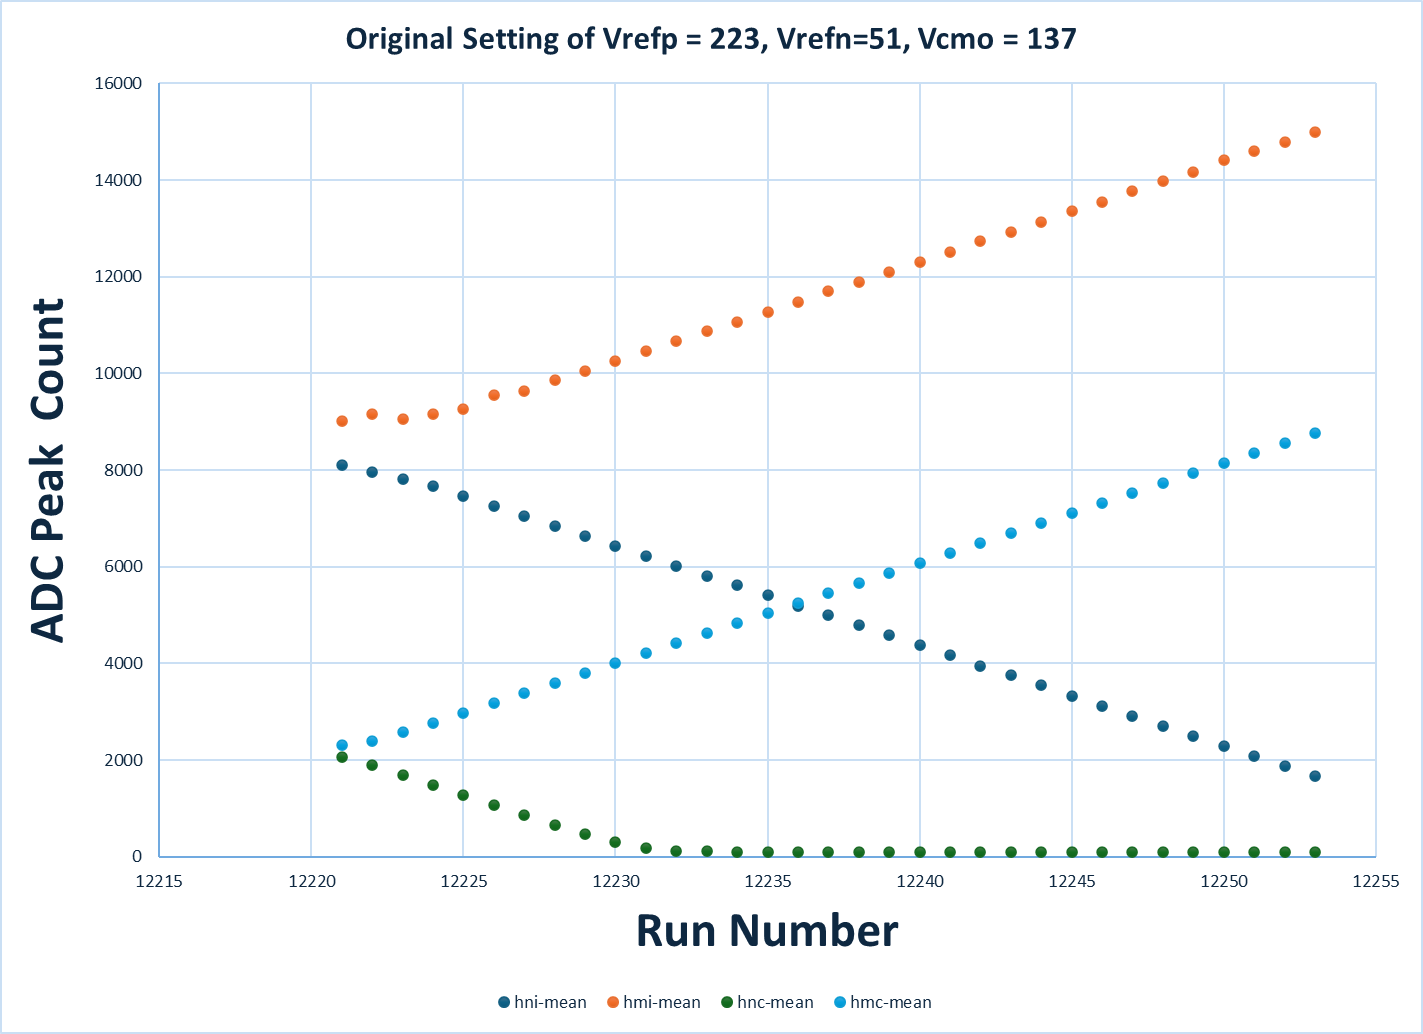 Original Setting of Vrefp = 223, Vrefn=51, Vcmo = 137
16000
14000
12000
10000
8000
6000
4000
2000
0
ADC Peak Count
12215 12220 12225 12230 12235 12240 12245 12250 12255
Run Number
hni-mean hmi-mean hnc-mean hmc-mean